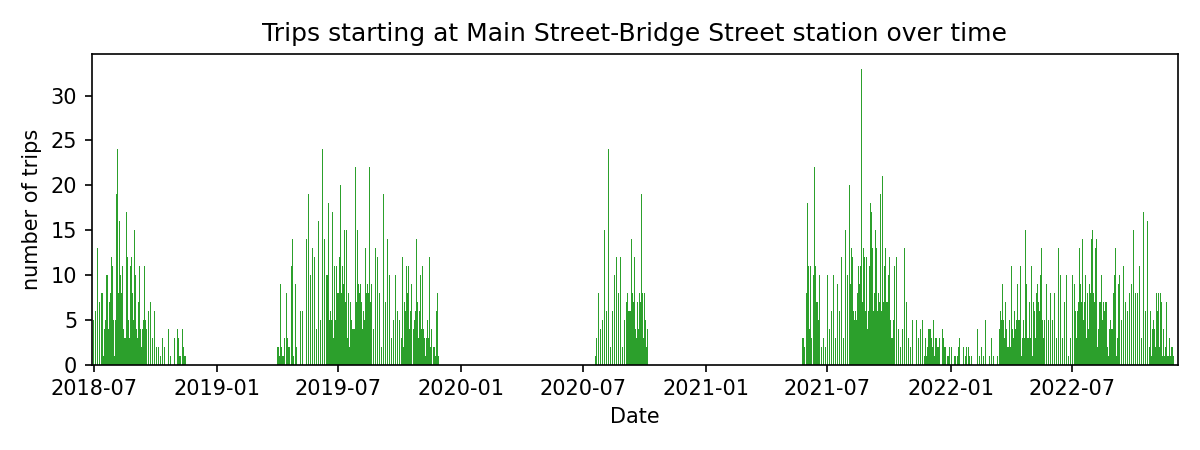 Trips starting at Main Street-Bridge Street station over time
number of trips
30
25
20
15
10
5
0
2018-07 2019-01 2019-07 2020-01 2020-07 2021-01 2021-07 2022-01 2022-07
Date